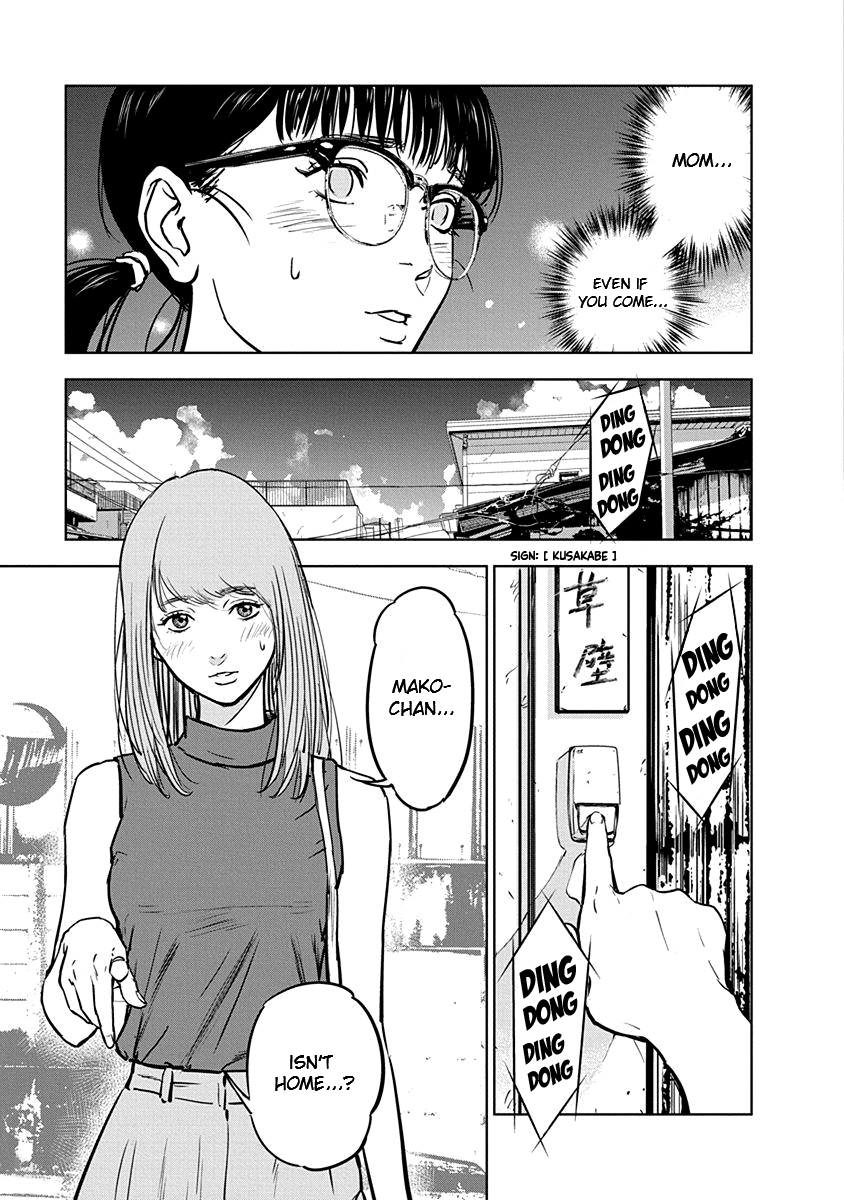 MOM...
EVEN IF
YOU COME...
DING
DONG
DING
DONG
SIGN: [ KUSAKABE ]
草
壁
DING
DONG
DING
DONG
DING
DONG
DING
DONG
MAKO-
CHAN...
ISN'T
HOME...?